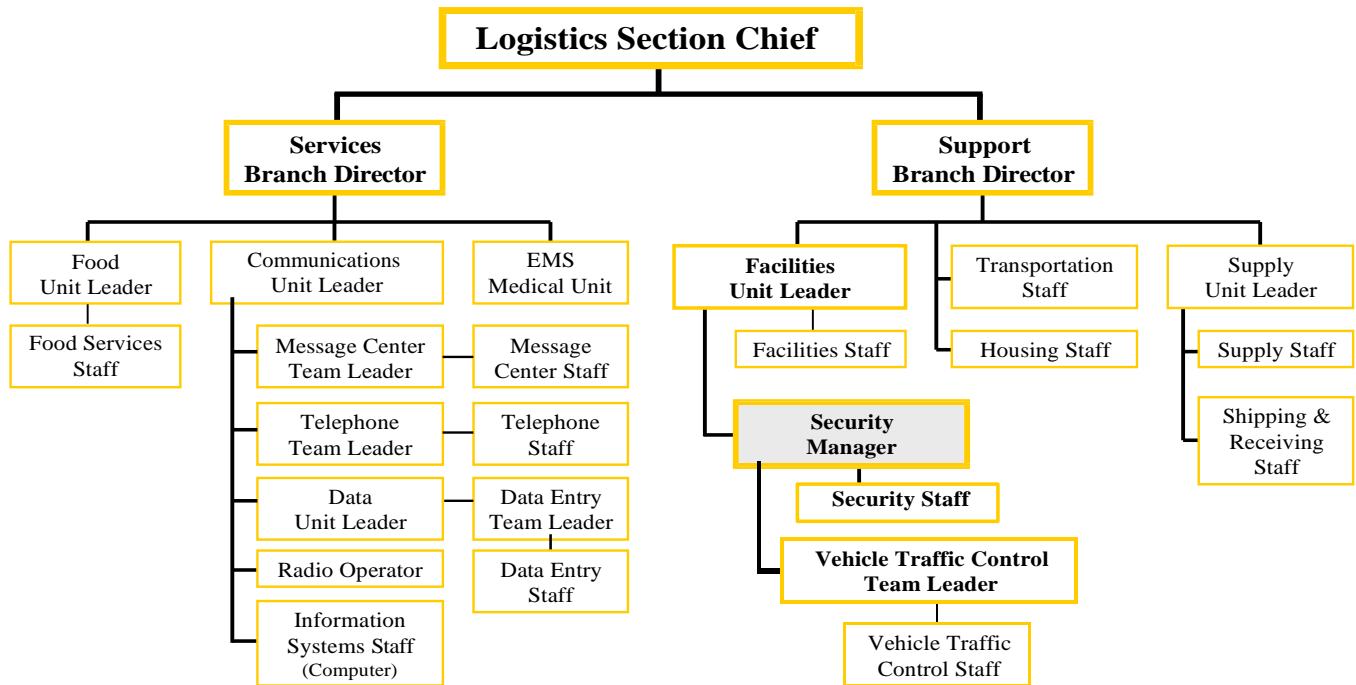 Logistics Section Chief
Services
Branch Director
Support
Branch Director
Food
Unit Leader
Communications
Unit Leader
EMS
Medical Unit
Facilities
Unit Leader
Transportation
Staff
Supply
Unit Leader
Food Services
Staff
Message Center
Team Leader
Message
Center Staff
Facilities Staff
Housing Staff
Supply Staff
Telephone
Team Leader
Telephone
Staff
Security
Manager
Shipping &
Receiving
Staff
Data
Unit Leader
Data Entry
Team Leader
Security Staff
Radio Operator
Data Entry
Staff
Vehicle Traffic Control
Team Leader
Information
Systems Staff
(Computer)
Vehicle Traffic
Control Staff